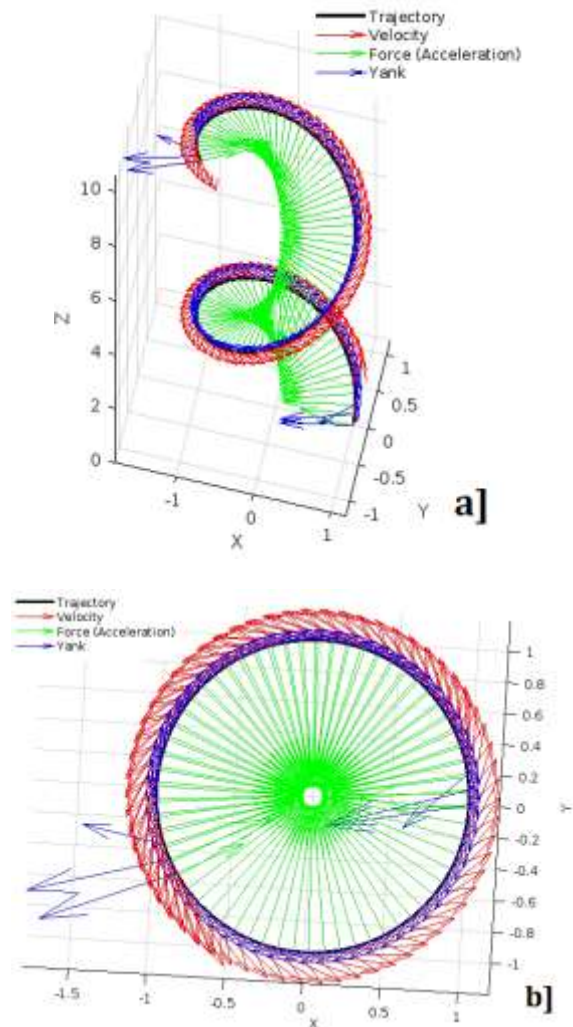 Trajectory
Velocity
Force (Acceleration)
Yank
10
8
6
4
2
0
Z
-1
0
1
X
1
0.5
0
-0.5
-1
Y
a]
Trajectory
Velocity
Force (Acceleration)
Yank
1
0.8
0.6
0.4
0.2
0
-0.2
-0.4
-0.6
-0.8
-1
Y
-1.5
-1
-0.5
0
0.5
1
X
b]